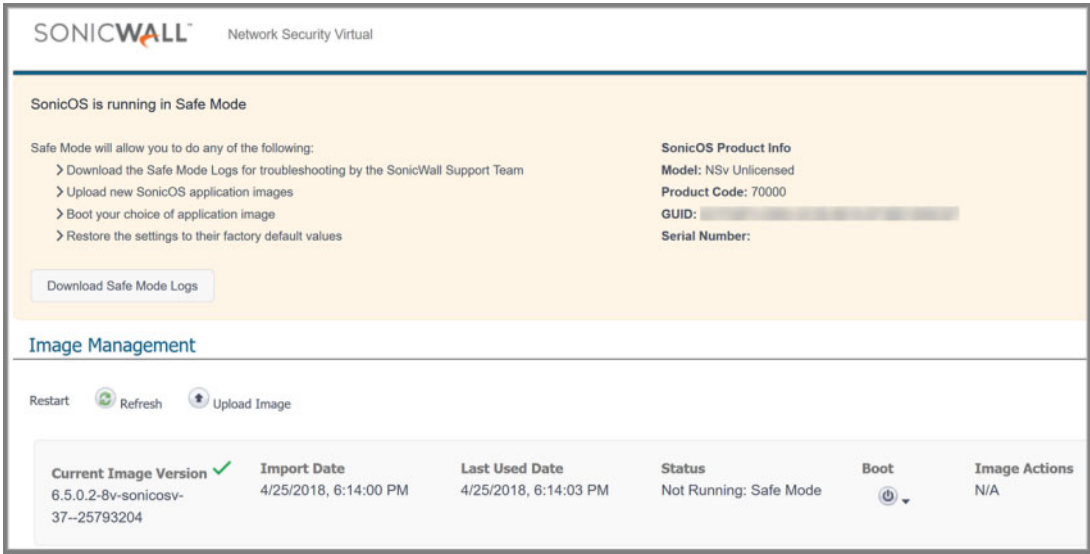 SONICWALL™ Network Security Virtual
SonicOS is running in Safe Mode
Safe Mode will allow you to do any of the following:
Download the Safe Mode Logs for troubleshooting by the SonicWall Support Team
Upload new SonicOS application images
Boot your choice of application image
Restore the settings to their factory default values
Download Safe Mode Logs
SonicOS Product Info
Model: NSv Unlicensed
Product Code: 70000
GUID:
Serial Number:
Image Management
Restart Refresh Upload Image
Current Image Version Import Date Last Used Date Status Boot Image Actions
6.5.0.2-8v-sonicosv- 4/25/2018, 6:14:00 PM 4/25/2018, 6:14:03 PM Not Running: Safe Mode N/A
37--25793204